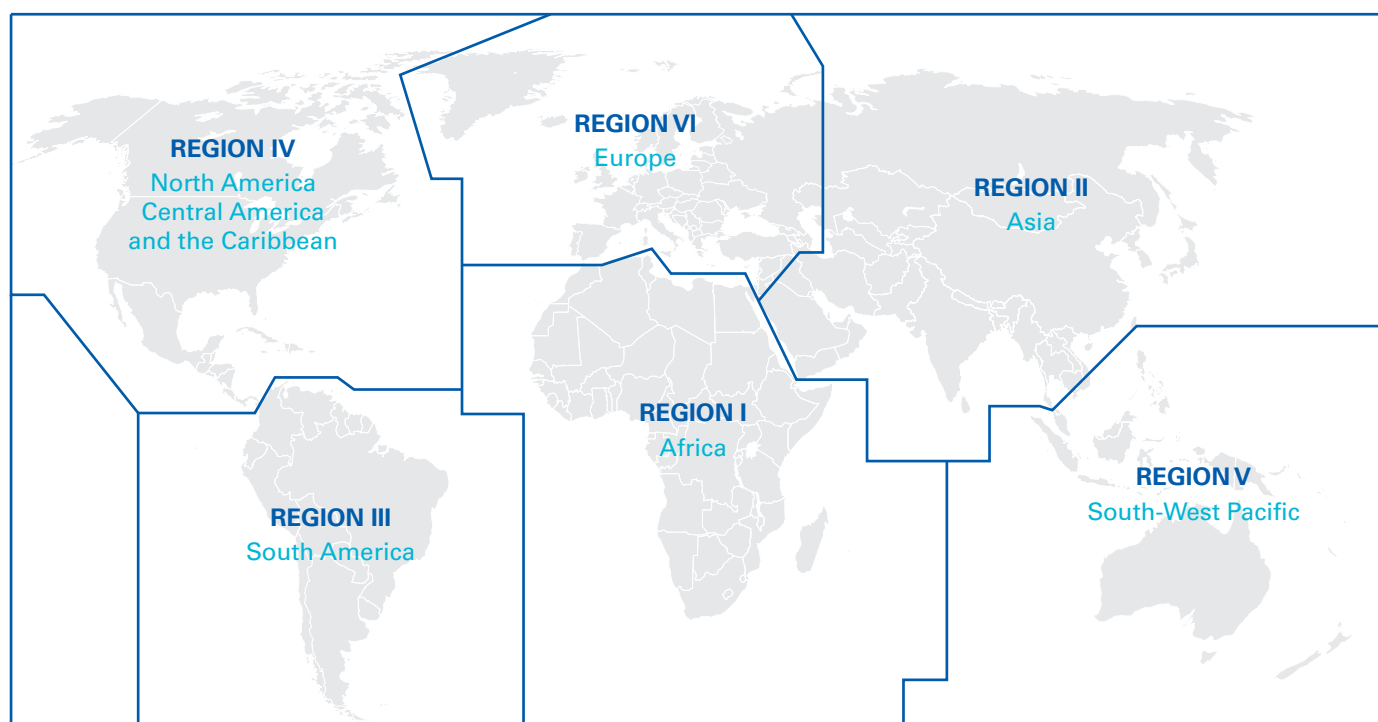 REGION IV
North America
Central America
and the Caribbean
REGION VI
Europe
REGION II
Asia
REGION I
Africa
REGION III
South America
REGION V
South-West Pacific